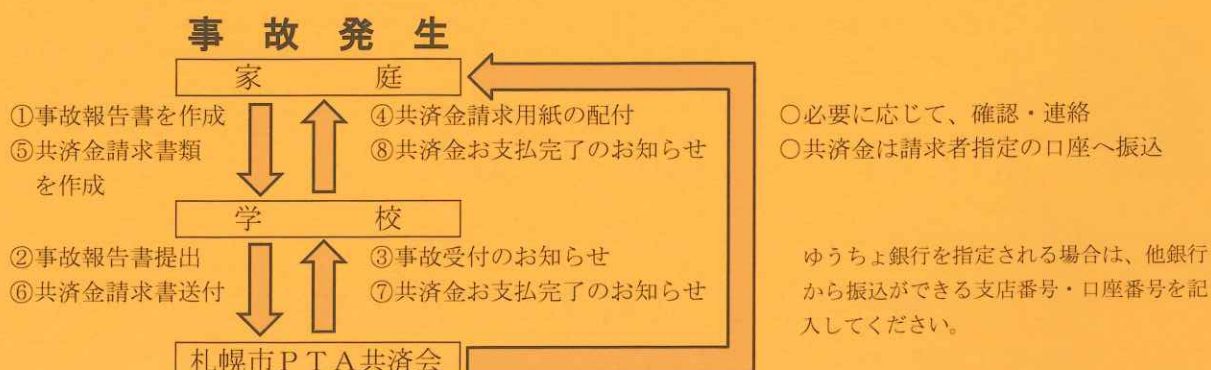 事故発生
家庭
①事故報告書を作成
⑤共済金請求書類
を作成
④共済金請求用紙の配付
⑧共済金お支払完了のお知らせ
○必要に応じて、確認・連絡
○共済金は請求者指定の口座へ振込
学校
②事故報告書提出
⑥共済金請求書送付
③事故受付のお知らせ
⑦共済金お支払完了のお知らせ
ゆうちょ銀行を指定される場合は、他銀行
から振込ができる支店番号・口座番号を記
入してください。
札幌市PTA共済会